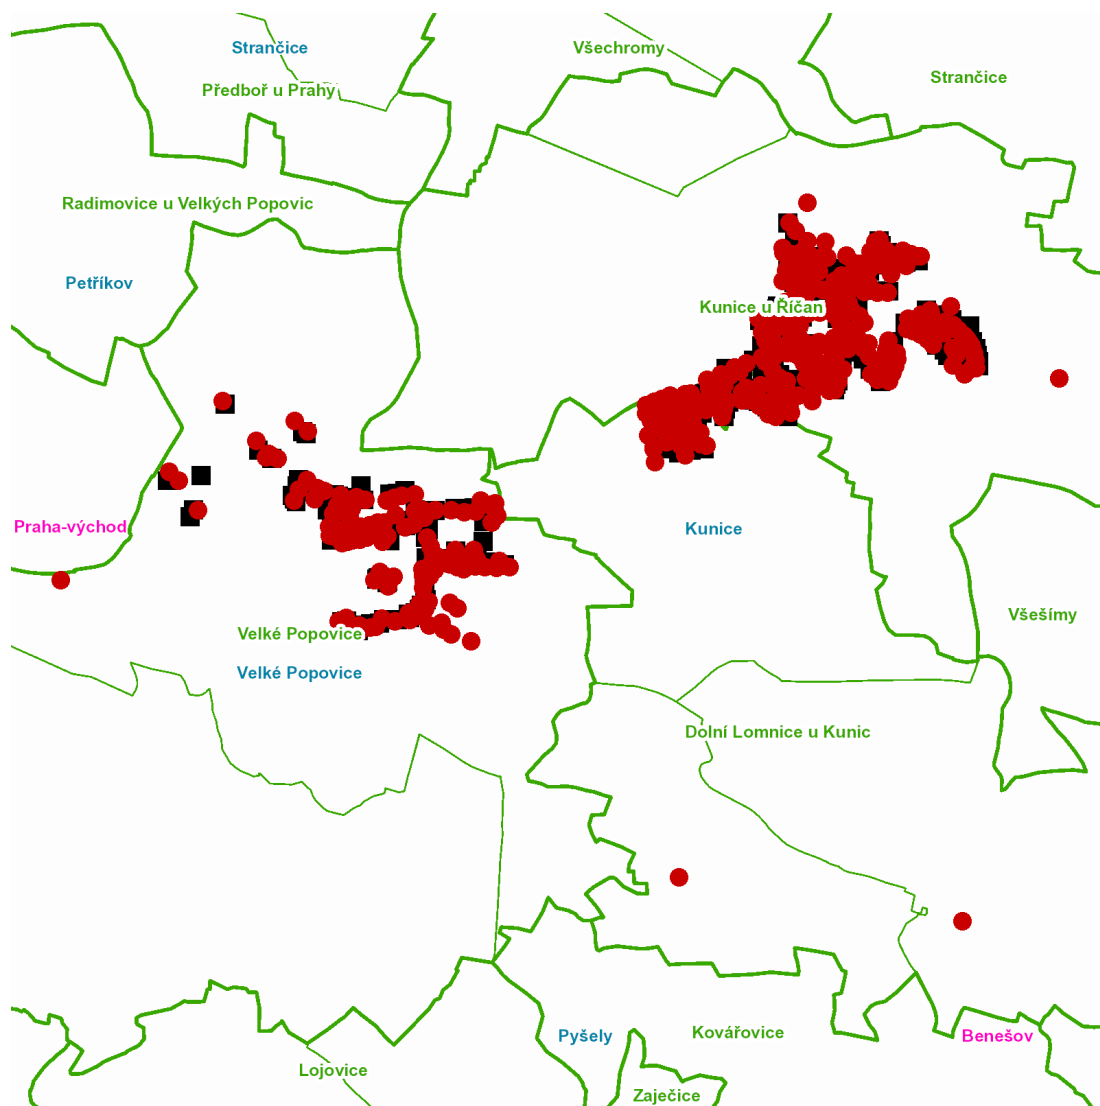 Strančice
Všechromy
Strančice
Předboř u Prahy
Radimovice u Velkých Popovic
Petříkov
Kunice u Říčan
Praha-východ
Kunice
Všešímy
Velké Popovice
Velké Popovice
Dolní Lomnice u Kunic
Pyšely
Kovářovice
Benešov
Lojovice
Zaječice